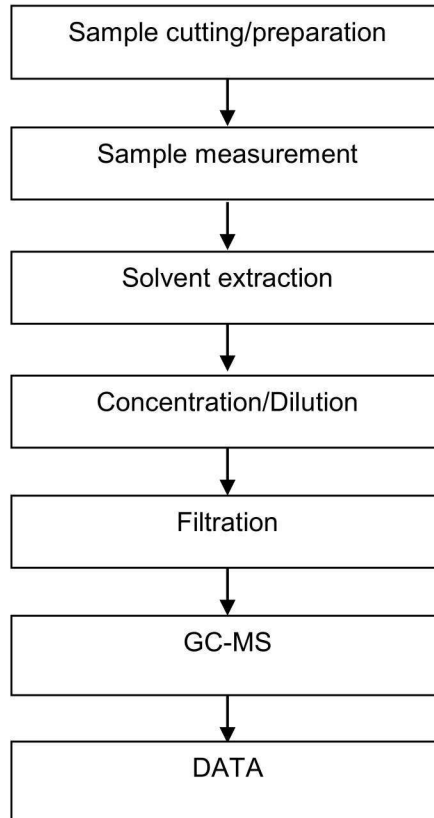 Sample cutting/preparation
Sample measurement
Solvent extraction
Concentration/Dilution
Filtration
GC-MS
DATA